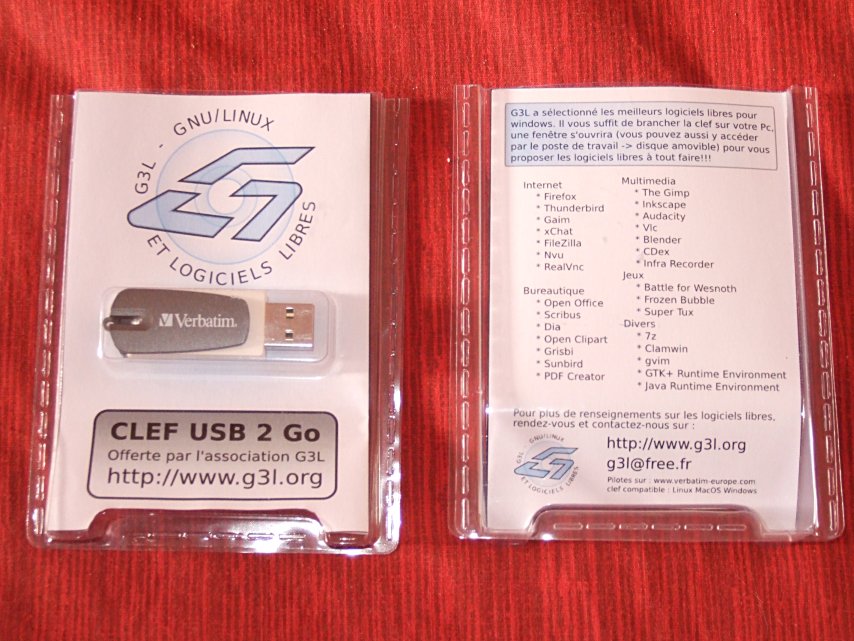 G3L - GNU/LINUX
ET LOGICIELS LIBRES
Verbatim.
CLEF USB 2 Go
Offerte par l'association G3L
http://www.g3l.org
G3L a sélectionné les meilleurs logiciels libres pour
windows. Il vous suffit de brancher la clef sur votre Pc,
une fenêtre s'ouvrira (vous pouvez aussi y accéder
par le poste de travail -> disque amovible) pour vous
proposer les logiciels libres à tout faire!!!
Internet
* Firefox
* Thunderbird
* Gaim
* xChat
* FileZilla
* Nvu
* RealVnc
Bureautique
* Open Office
* Scribus
* Dia
* Open Clipart
* Grisbi
* Sunbird
* PDF Creator
Multimedia
* The Gimp
* Inkscape
* Audacity
* Vlc
* Blender
* CDex
* Infra Recorder
Jeux
* Battle for Wesnoth
* Frozen Bubble
* Super Tux
Divers
* 7z
* Clamwin
* gvim
* GTK+ Runtime Environment
* Java Runtime Environment
Pour plus de renseignements sur les logiciels libres,
rendez-vous et contactez-nous sur :
G3L - GNU/LINUX
ET LOGICIELS LIBRES
http://www.g3l.org
g3l@free.fr
Pilotes sur : www.verbatim-europe.com
clef compatible : Linux MacOS Windows